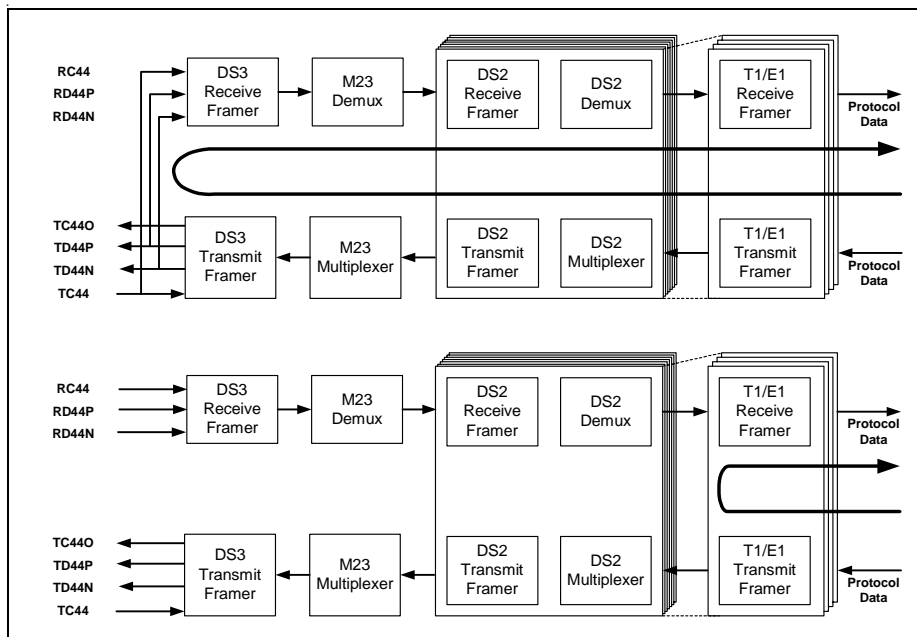 RC44
RD44P
RD44N
DS3
Receive
Framer
M23
Demux
DS2
Receive
Framer
DS2
Demux
T1/E1
Receive
Framer
Protocol
Data
TC44O
TD44P
TD44N
TC44
DS3
Transmit
Framer
M23
Multiplexer
DS2
Transmit
Framer
DS2
Multiplexer
T1/E1
Transmit
Framer
Protocol
Data
RC44
RD44P
RD44N
DS3
Receive
Framer
M23
Demux
DS2
Receive
Framer
DS2
Demux
T1/E1
Receive
Framer
Protocol
Data
TC44O
TD44P
TD44N
TC44
DS3
Transmit
Framer
M23
Multiplexer
DS2
Transmit
Framer
DS2
Multiplexer
T1/E1
Transmit
Framer
Protocol
Data